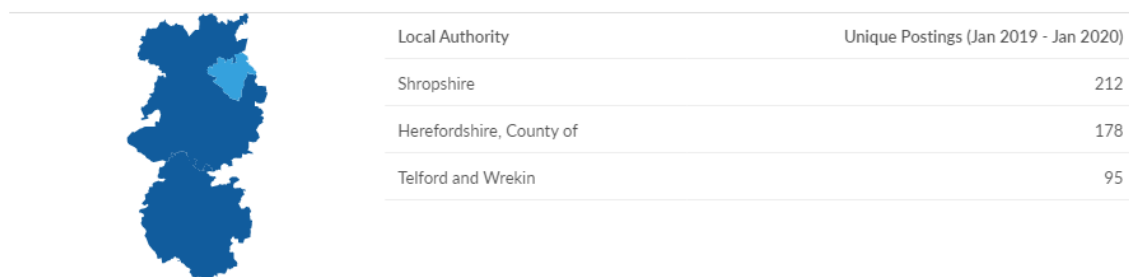 Local Authority Unique Postings (Jan 2019 - Jan 2020)
Shropshire 212
Herefordshire, County of 178
Telford and Wrekin 95